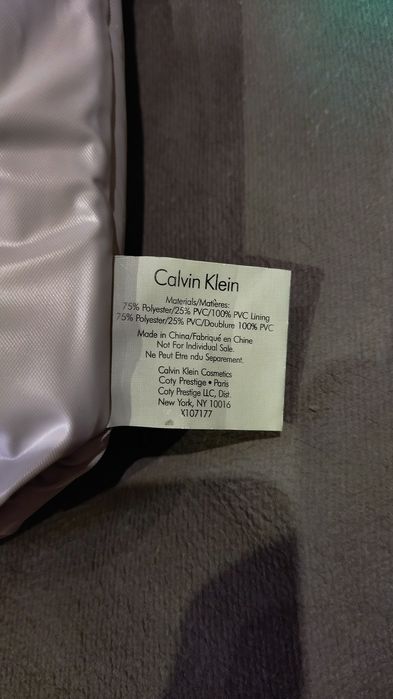 Calvin Klein
Materials/Matières:
75% Polyester/25% PVC/100% PVC Lining
75% Polyester/25% PVC/Doublure 100% PVC
Made in China/Fabriqué en Chine
Not For Individual Sale.
Ne Peut Etre ndu Separement.
Calvin Klein Cosmetics
Coty Prestige • Paris
Coty Prestige LLC, Dist.
New York, NY 10016
X107177